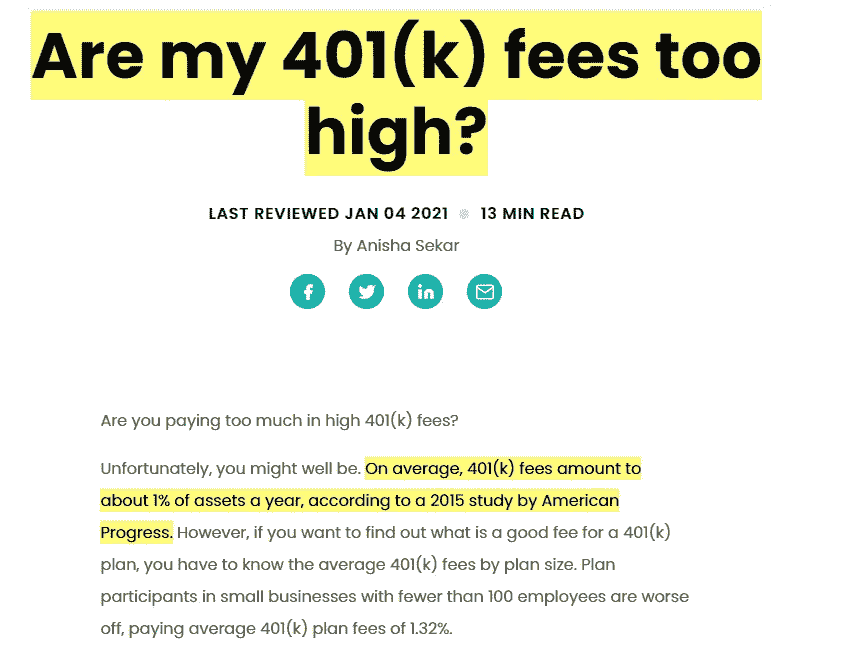 Are my 401(k) fees too
high?
LAST REVIEWED JAN 04 2021 13 MIN READ
By Anisha Sekar
Are you paying too much in high 401(k) fees?
Unfortunately, you might well be. On average, 401(k) fees amount to
about 1% of assets a year, according to a 2015 study by American
Progress. However, if you want to find out what is a good fee for a 401(k)
plan, you have to know the average 401(k) fees by plan size. Plan
participants in small businesses with fewer than 100 employees are worse
off, paying average 401(k) plan fees of 1.32%.